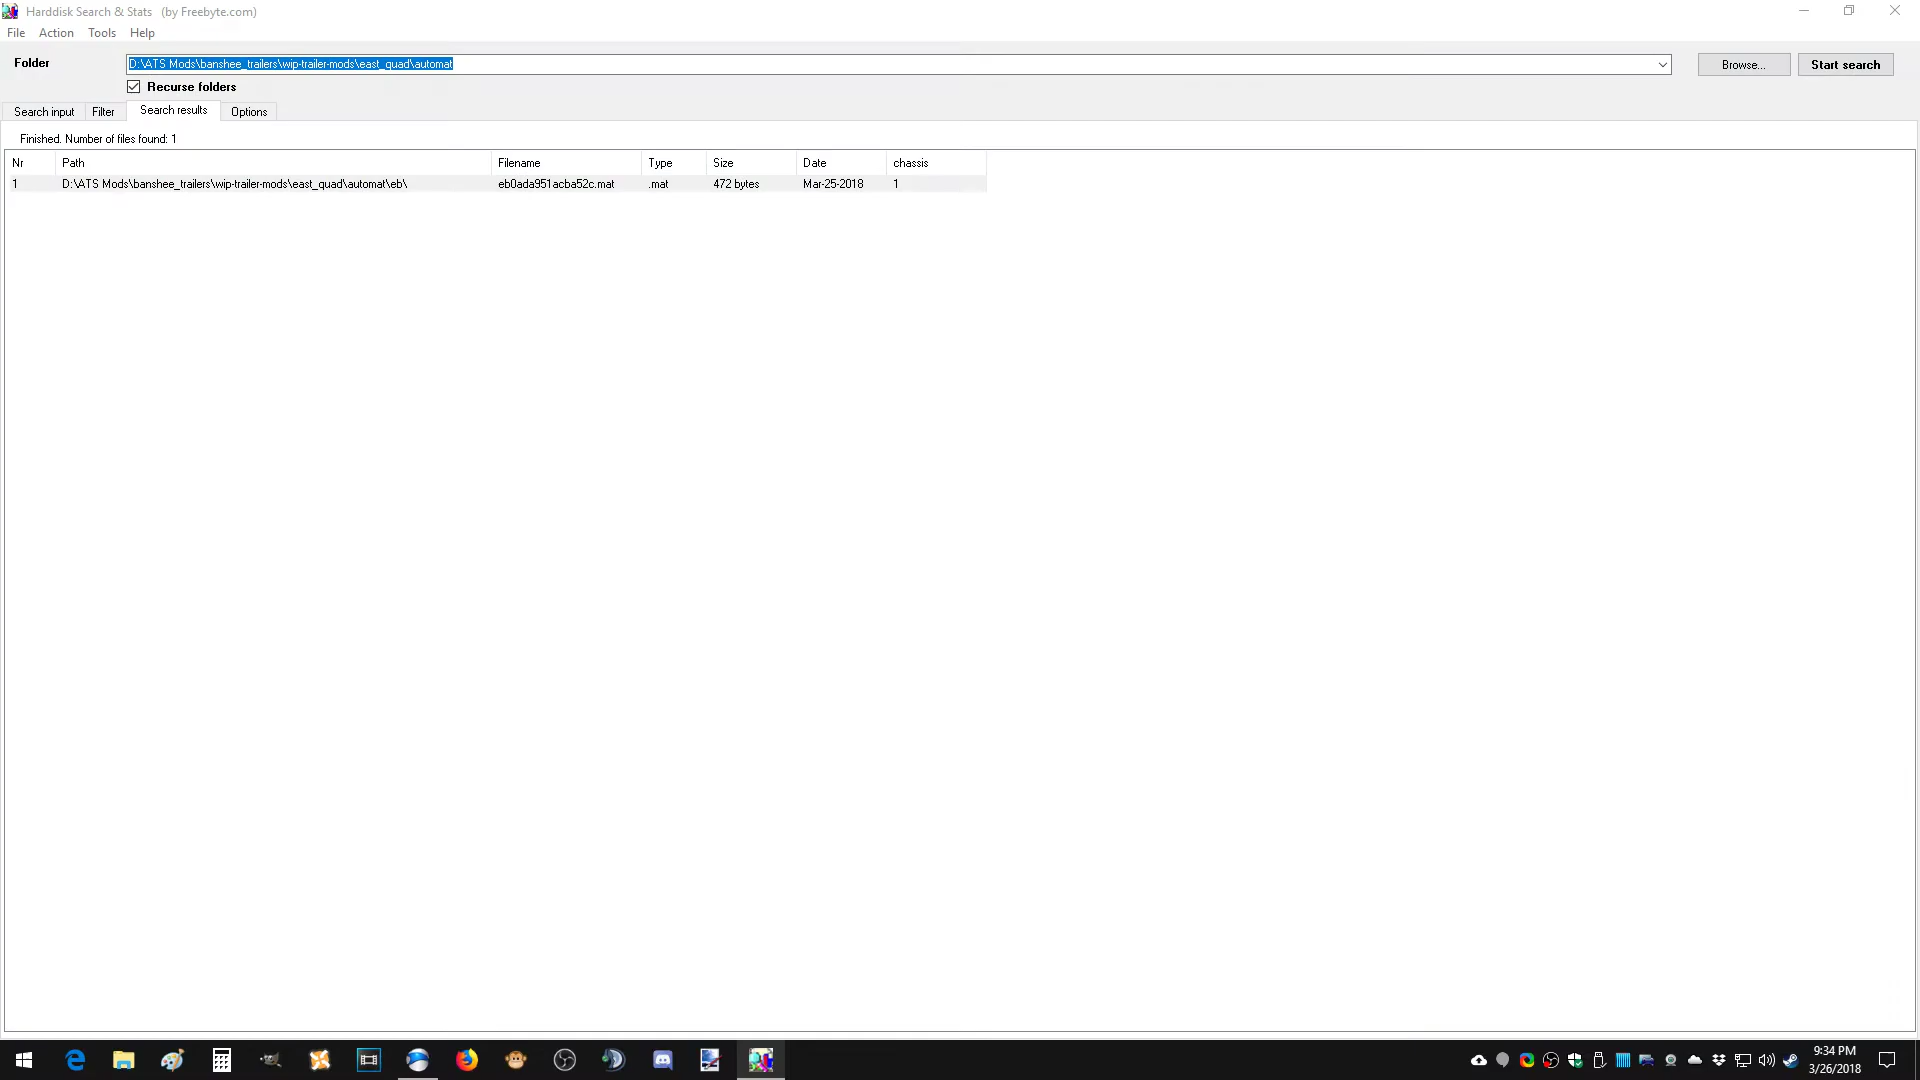 Harddisk Search & Stats (by Freebyte.com)
File Action Tools Help
Folder D:\ATS Mods\banshee_trailers\wip-trailer-mods\east_quad\automat Browse... Start search
Recurse folders
Search input Filter Search results Options
Finished. Number of files found: 1
Nr Path Filename Type Size Date chassis
1 D:\ATS Mods\banshee_trailers\wip-trailer-mods\east_quad\automat\eb\ eb0ada951acba52c.mat .mat 472 bytes Mar-25-2018 1
9:34 PM
3/26/2018